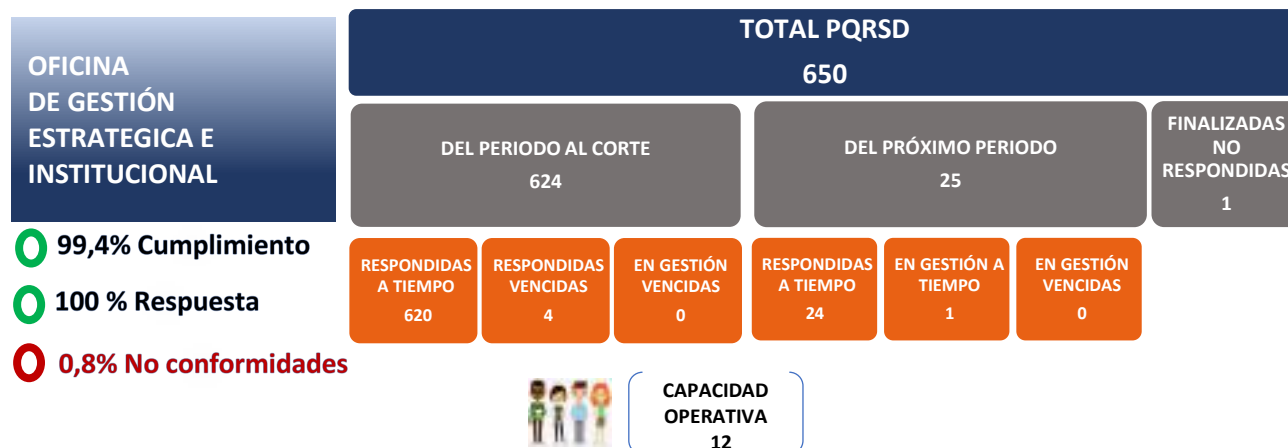 OFICINA
DE GESTIÓN
ESTRATEGICA E
INSTITUCIONAL
99,4% Cumplimiento
100 % Respuesta
0,8% No conformidades
TOTAL PQRSD
650
DEL PERIODO AL CORTE
624
DEL PRÓXIMO PERIODO
25
FINALIZADAS
NO
RESPONDIDAS
1
RESPONDIDAS
A TIEMPO
620
RESPONDIDAS
VENCIDAS
4
EN GESTIÓN
VENCIDAS
0
RESPONDIDAS
A TIEMPO
24
EN GESTIÓN A
TIEMPO
1
EN GESTIÓN
VENCIDAS
0
CAPACIDAD
OPERATIVA
12